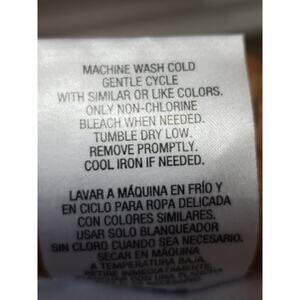 MACHINE WASH COLD
GENTLE CYCLE
WITH SIMILAR OR LIKE COLORS.
ONLY NON-CHLORINE
BLEACH WHEN NEEDED.
TUMBLE DRY LOW.
REMOVE PROMPTLY.
COOL IRON IF NEEDED.
LAVAR A MÁQUINA EN FRÍO Y
EN CICLO PARA ROPA DELICADA
CON COLORES SIMILARES.
USAR SOLO BLANQUEADOR
SIN CLORO CUANDO SEA NECESARIO.
SECAR EN MÁQUINA
A TEMPERATURA BAJA.
RETIRE INMEDIATAMENTE.